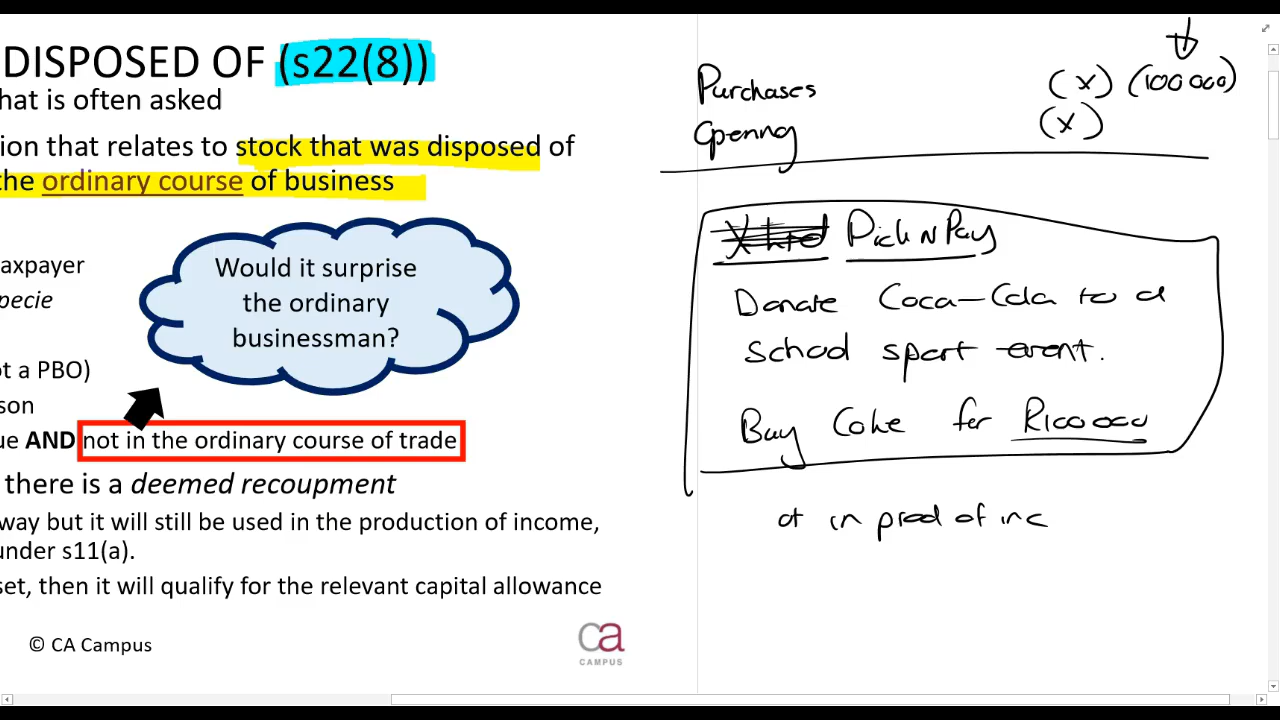 DISPOSED OF (s22(8))
hat is often asked
ion that relates to stock that was disposed of
the ordinary course of business
axpayer
pecie
Would it surprise
the ordinary
businessman?
ot a PBO)
son
ue AND not in the ordinary course of trade
there is a deemed recoupment
way but it will still be used in the production of income,
under s11(a).
set, then it will qualify for the relevant capital allowance
© CA Campus
ca
CAMPUS
Purchases (x) (100 000)
Opening (x)
Pick n Pay
Donate Coca-Cola to a
school sport event.
Buy Coke for R100 000
in prod of inc